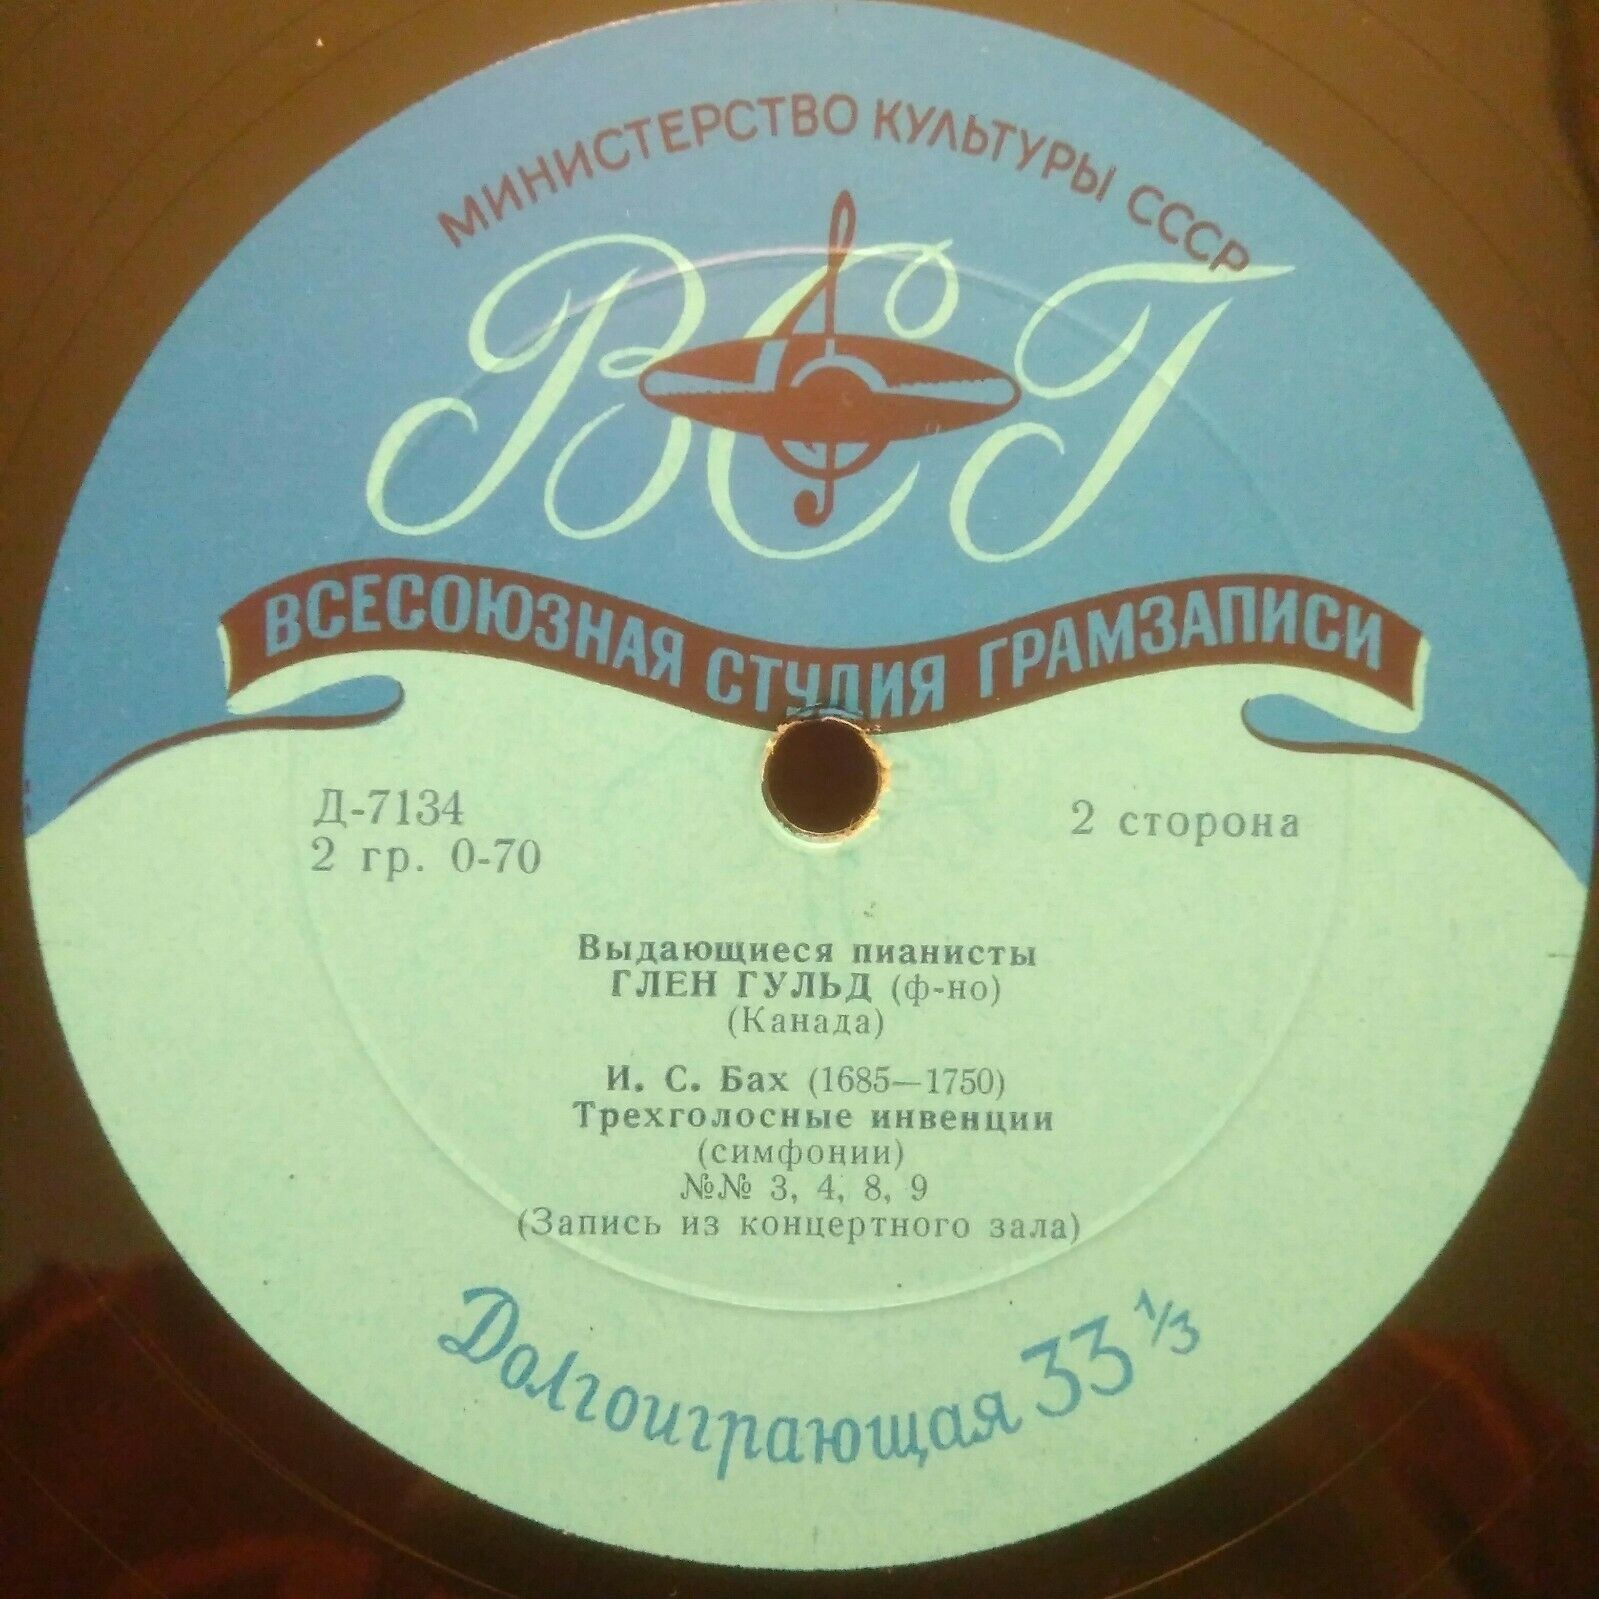 МИНИСТЕРСТВО КУЛЬТУРЫ СССР
ВСГ
ВСЕСОЮЗНАЯ СТУДИЯ ГРАМЗАПИСИ
Д-7134
2 гр. 0-70
2 сторона
Выдающиеся пианисты
ГЛЕН ГУЛЬД (ф-но)
(Канада)
И. С. Бах (1685—1750)
Трехголосные инвенции
(симфонии)
№№ 3, 4, 8, 9
(Запись из концертного зала)
Долгоиграющая 33 1/3